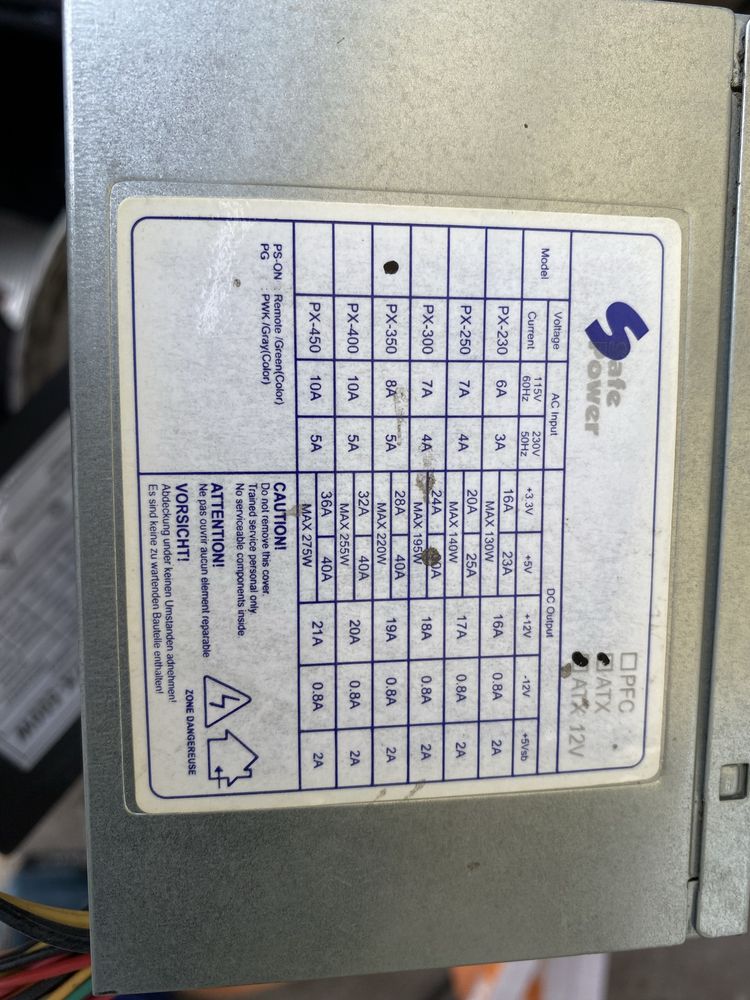 Safe
Power
PFC
ATX
ATX 12V
Model
Voltage
Current
AC Input
DC Output
115V 60Hz
230V 50Hz
+3.3V
+5V
+12V
-12V
+5Vsb
PX-230 6A 3A 16A 23A 16A 0.8A 2A
MAX 130W
PX-250 7A 4A 20A 25A 17A 0.8A 2A
MAX 140W
PX-300 7A 4A 24A 18A 0.8A 2A
MAX 195W
PX-350 8A 5A 28A 40A 19A 0.8A 2A
MAX 220W
PX-400 10A 5A 32A 40A 20A 0.8A 2A
MAX 255W
PX-450 10A 5A 36A 40A 21A 0.8A 2A
MAX 275W
PS-ON : Remote /Green(Color)
PG : PWK /Gray(Color)
CAUTION!
Do not remove this cover.
Trained service personal only.
No serviceable components inside.
ATTENTION!
Ne pas ouvrir aucun element reparable
VORSICHT!
Abdeckung unter keinen Umstanden adnehmen!
Es sind keine zu wartenden Bauteile enthalten!
ZONE DANGEREUSE